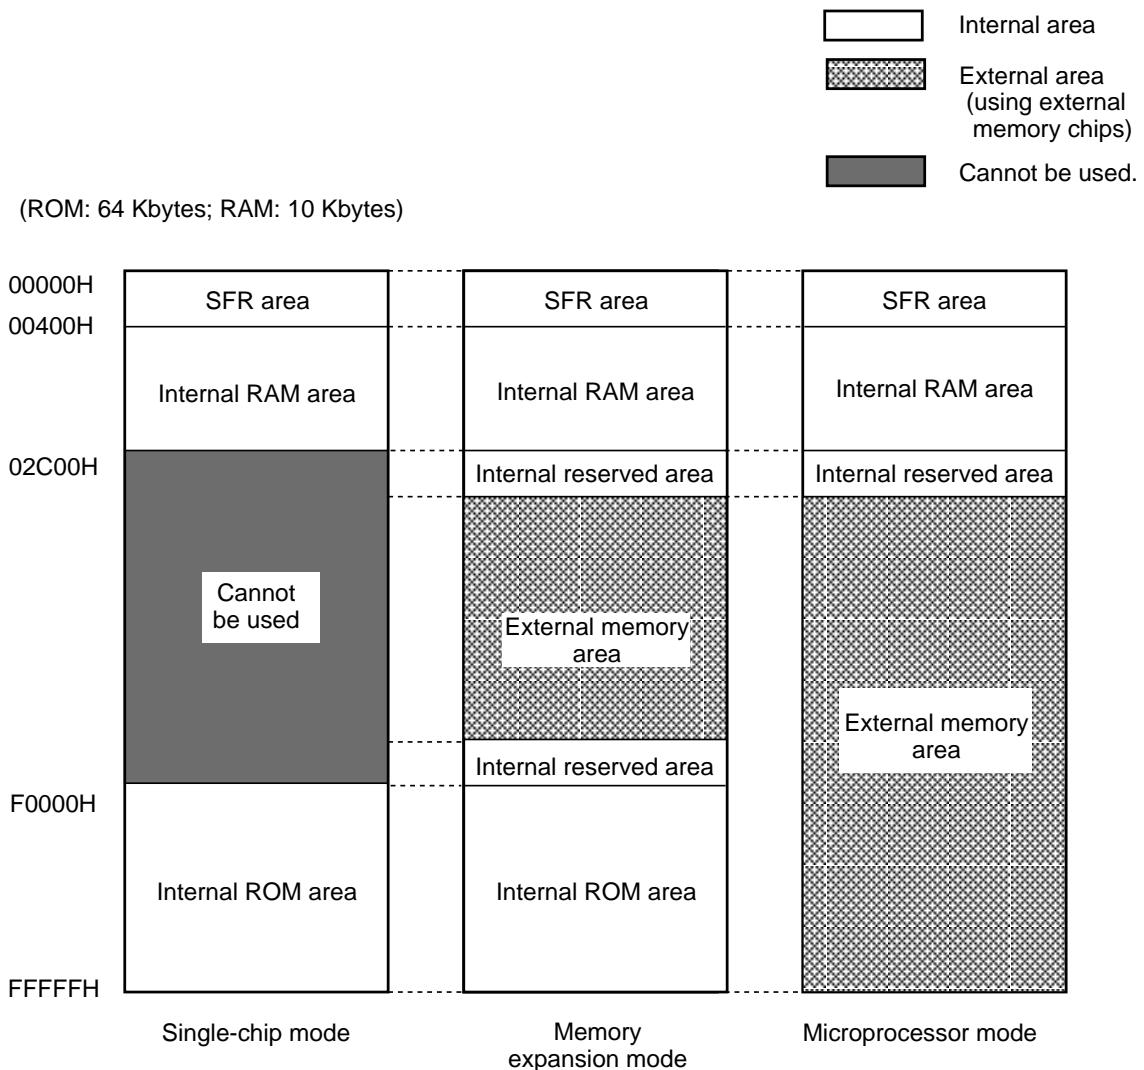 Internal area
External area
(using external
memory chips)
Cannot be used.
(ROM: 64 Kbytes; RAM: 10 Kbytes)
00000H
00400H
02C00H
F0000H
FFFFFH
SFR area
Internal RAM area
Cannot
be used
Internal ROM area
Single-chip mode
SFR area
Internal RAM area
Internal reserved area
External memory
area
Internal reserved area
Internal ROM area
Memory
expansion mode
SFR area
Internal RAM area
Internal reserved area
External memory
area
Microprocessor mode